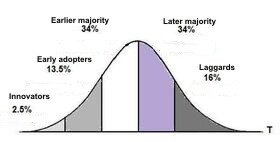 Earlier majority
34%
Later majority
34%
Early adopters
13.5%
Laggards
16%
Innovators
2.5%
T